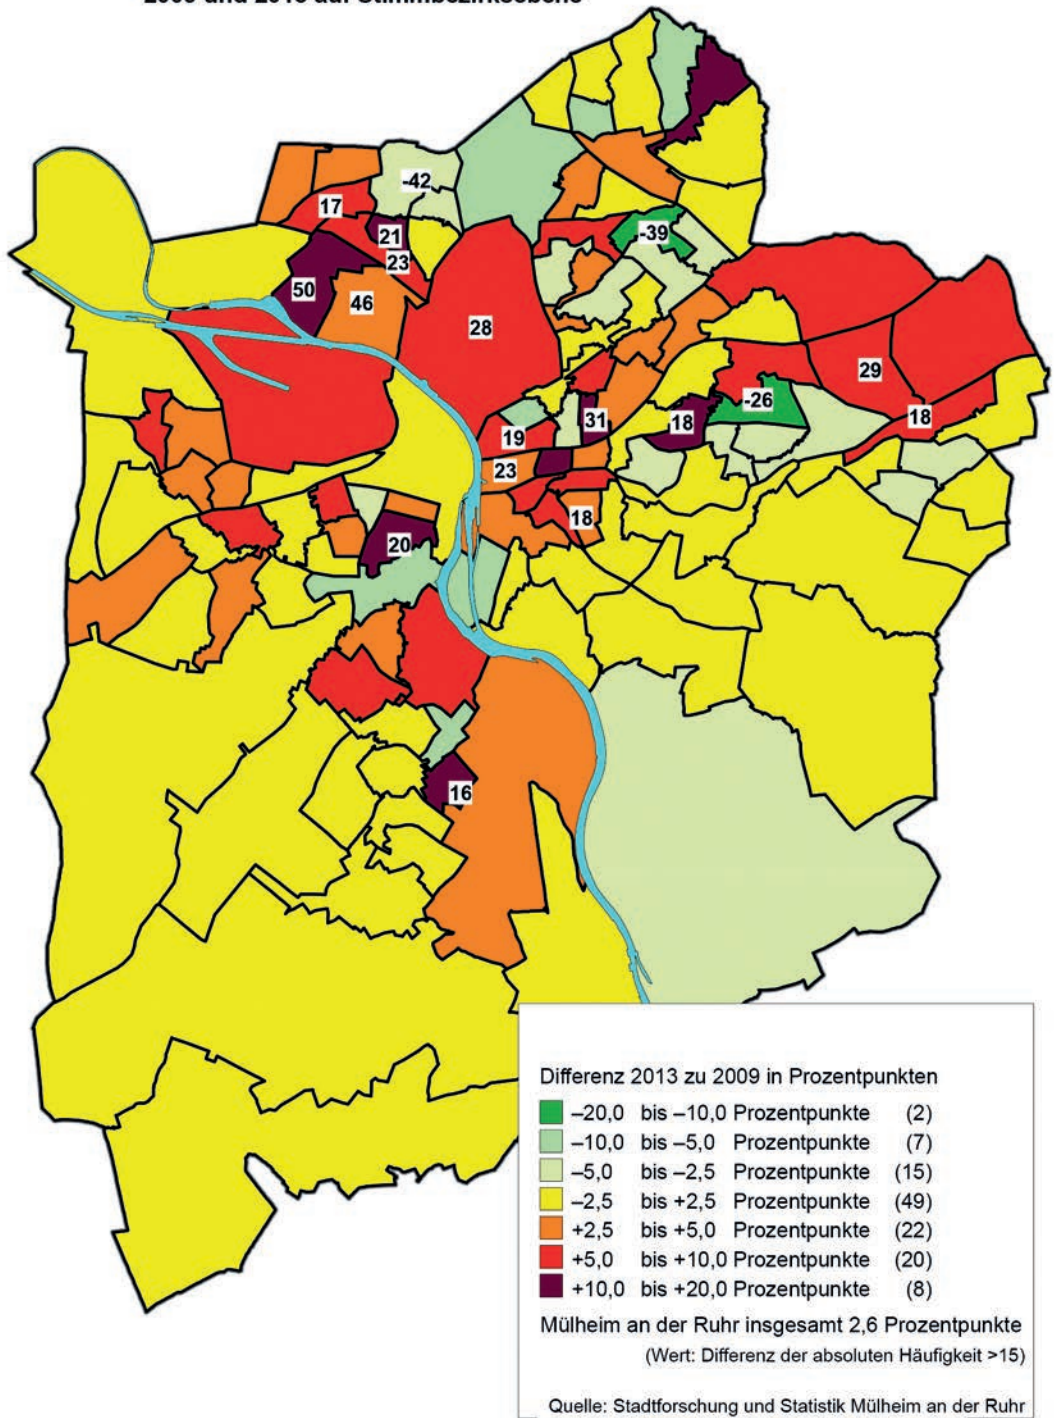 -42
17
21
-39
23
50
46
28
29
-26
18
31
18
19
23
18
20
16
Differenz 2013 zu 2009 in Prozentpunkten
–20,0 bis –10,0 Prozentpunkte (2)
–10,0 bis –5,0 Prozentpunkte (7)
–5,0 bis –2,5 Prozentpunkte (15)
–2,5 bis +2,5 Prozentpunkte (49)
+2,5 bis +5,0 Prozentpunkte (22)
+5,0 bis +10,0 Prozentpunkte (20)
+10,0 bis +20,0 Prozentpunkte (8)
Mülheim an der Ruhr insgesamt 2,6 Prozentpunkte
(Wert: Differenz der absoluten Häufigkeit >15)
Quelle: Stadtforschung und Statistik Mülheim an der Ruhr